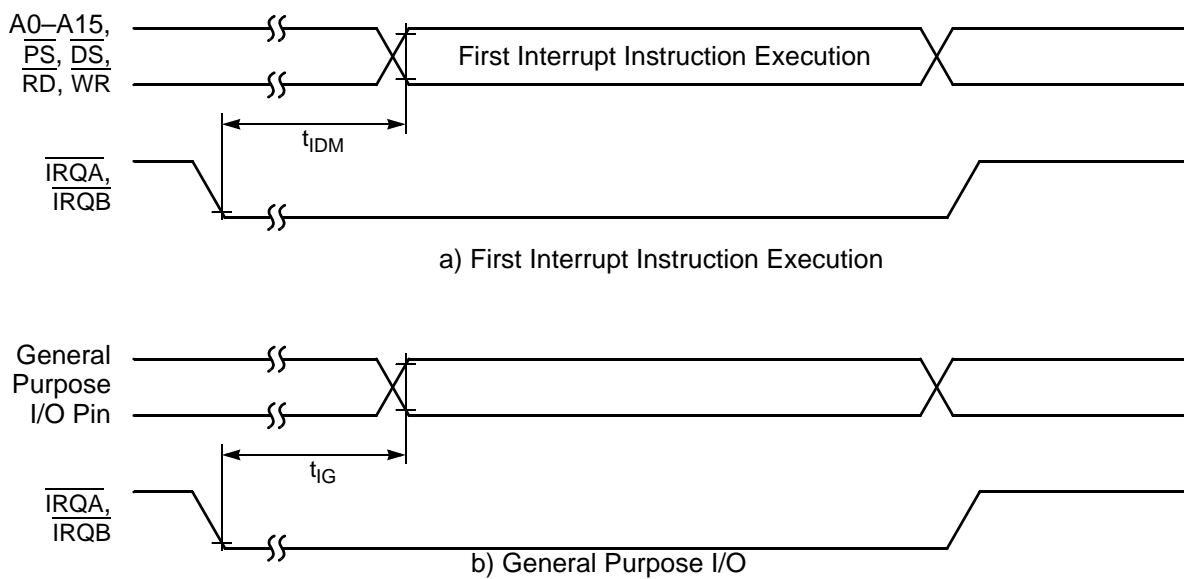 A0–A15,
PS, DS,
RD, WR
First Interrupt Instruction Execution
tIDM
IRQA,
IRQB
a) First Interrupt Instruction Execution
General
Purpose
I/O Pin
tIG
IRQA,
IRQB
b) General Purpose I/O